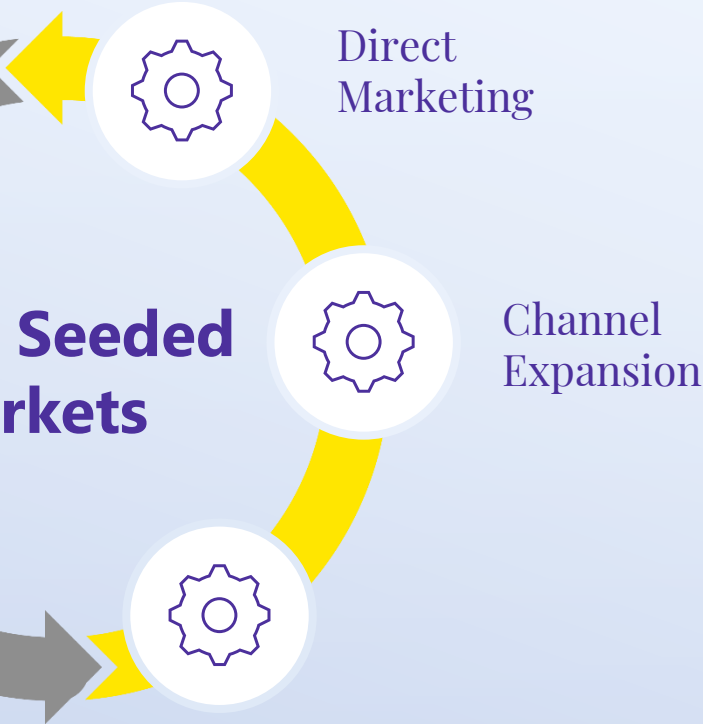 Direct
Marketing
Seeded
rkets
Channel
Expansion